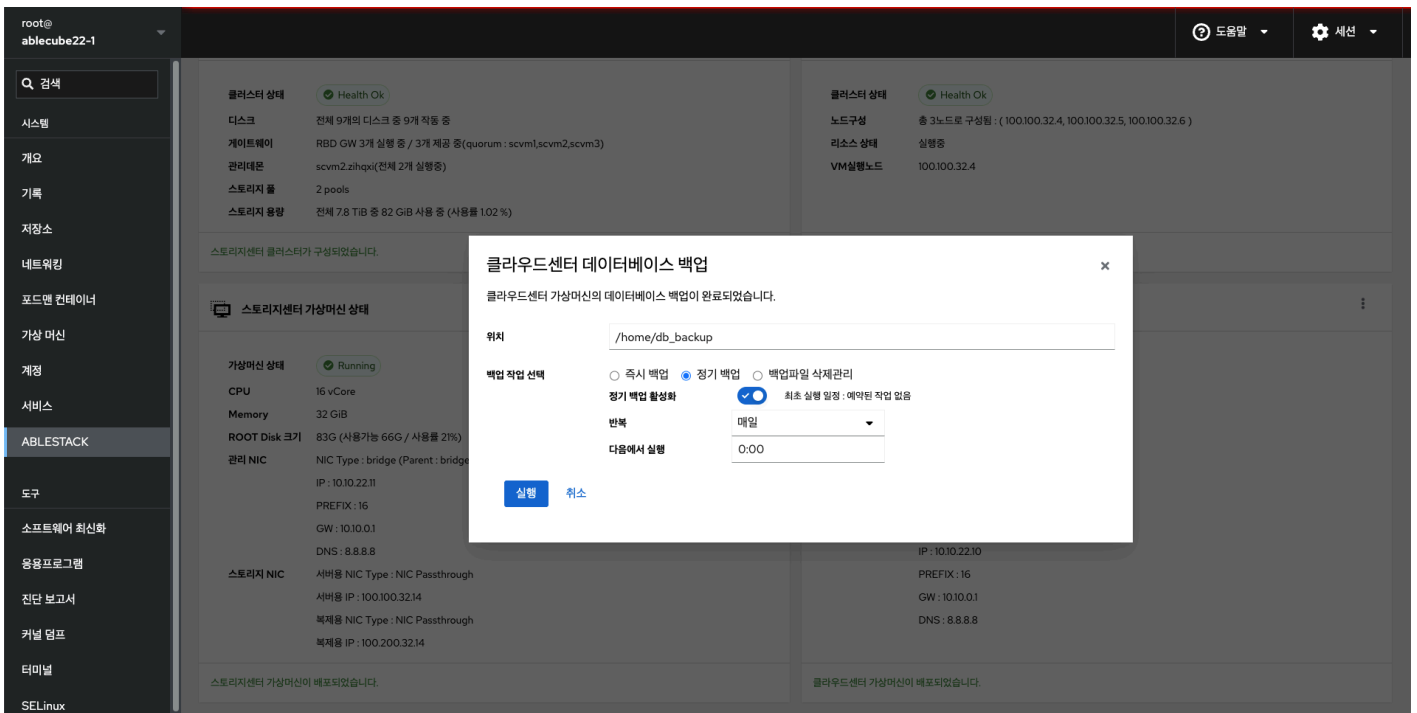 root@
ablecube22-1
도움말
세션
검색
시스템
개요
기록
저장소
네트워킹
포드맨 컨테이너
가상 머신
계정
서비스
ABLESTACK
도구
소프트웨어 최신화
응용프로그램
진단 보고서
커널 덤프
터미널
SELinux
클러스터 상태 Health Ok
디스크 전체 9개의 디스크 중 9개 작동 중
게이트웨이 RBD GW 3개 실행 중 / 3개 제공 중(quorum : scvm1,scvm2,scvm3)
관리데몬 scvm2.zihqxi(전체 2개 실행중)
스토리지 풀 2 pools
스토리지 용량 전체 7.8 TiB 중 82 GiB 사용 중 (사용률 1.02 %)
스토리지센터 클러스터가 구성되었습니다.
클러스터 상태 Health Ok
노드구성 총 3노드로 구성됨 : ( 100.100.32.4, 100.100.32.5, 100.100.32.6 )
리소스 상태 실행중
VM실행노드 100.100.32.4
클라우드센터 데이터베이스 백업
클라우드센터 가상머신의 데이터베이스 백업이 완료되었습니다.
위치 /home/db_backup
백업 작업 선택 즉시 백업 정기 백업 백업파일 삭제관리
정기 백업 활성화 최초 실행 일정 : 예약된 작업 없음
반복 매일
다음에서 실행 0:00
실행 취소
스토리지센터 가상머신 상태
가상머신 상태 Running
CPU 16 vCore
Memory 32 GiB
ROOT Disk 크기 83G (사용가능 66G / 사용률 21%)
관리 NIC NIC Type : bridge (Parent : bridge
IP : 10.10.22.11
PREFIX : 16
GW : 10.10.0.1
DNS : 8.8.8.8
스토리지 NIC 서버용 NIC Type : NIC Passthrough
서버용 IP : 100.100.32.14
복제용 NIC Type : NIC Passthrough
복제용 IP : 100.200.32.14
스토리지센터 가상머신이 배포되었습니다.
IP : 10.10.22.10
PREFIX : 16
GW : 10.10.0.1
DNS : 8.8.8.8
클라우드센터 가상머신이 배포되었습니다.